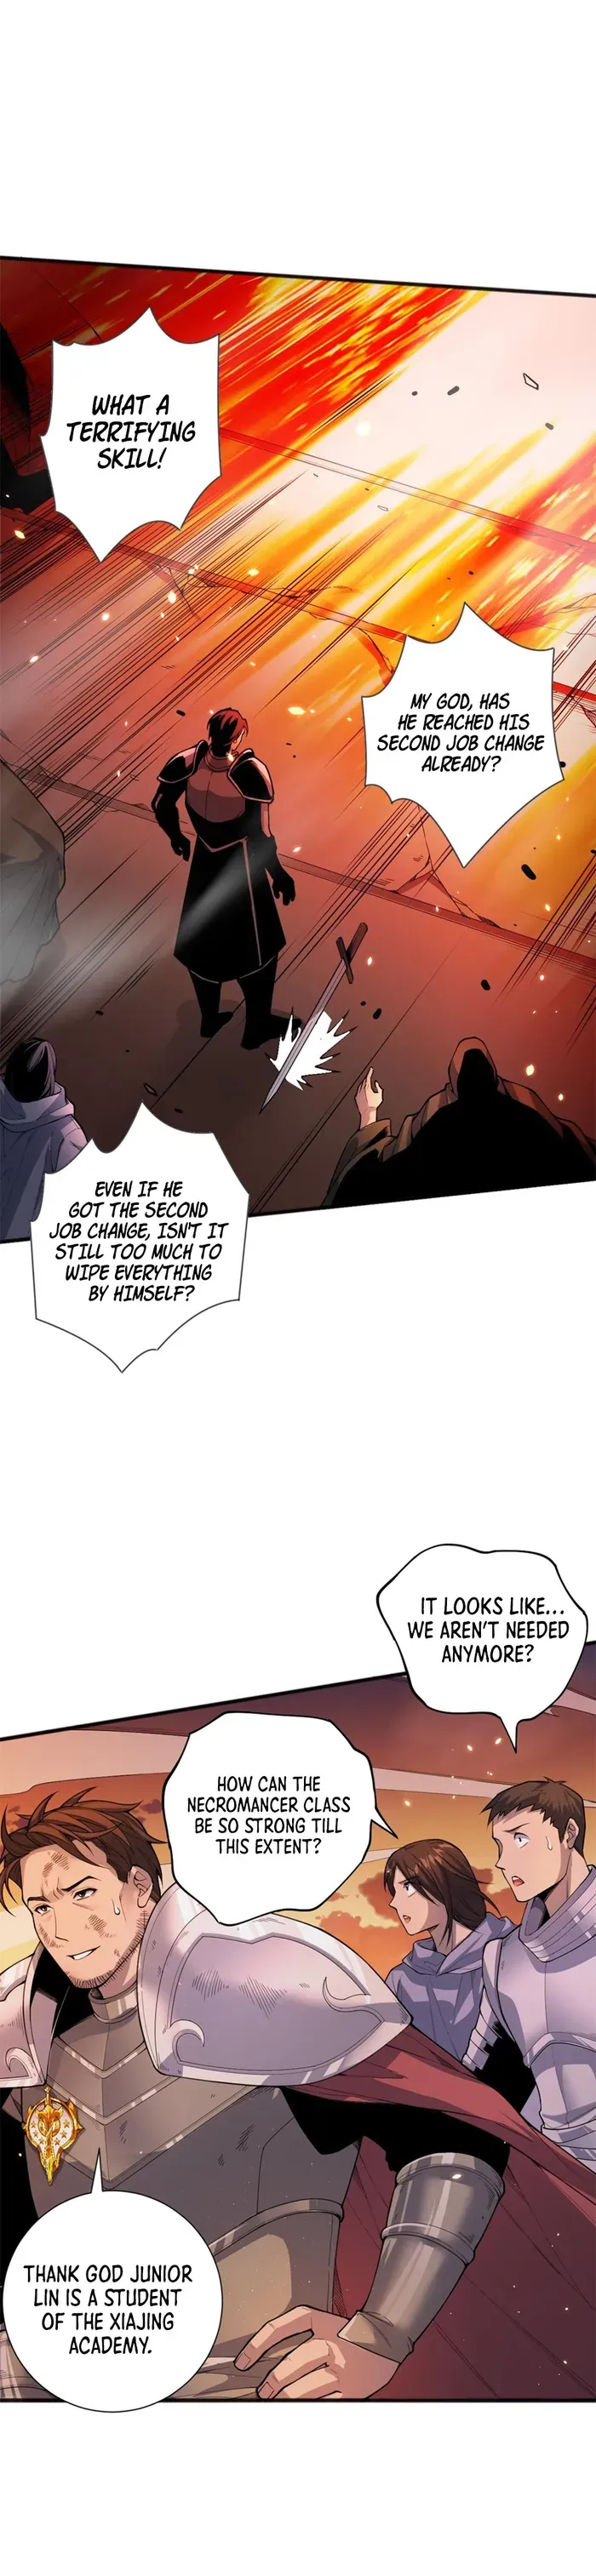 WHAT A
TERRIFYING
SKILL!
MY GOD, HAS
HE REACHED HIS
SECOND JOB CHANGE
ALREADY?
EVEN IF HE
GOT THE SECOND
JOB CHANGE, ISN'T IT
STILL TOO MUCH TO
WIPE EVERYTHING
BY HIMSELF?
IT LOOKS LIKE...
WE AREN'T NEEDED
ANYMORE?
HOW CAN THE
NECROMANCER CLASS
BE SO STRONG TILL
THIS EXTENT?
THANK GOD JUNIOR
LIN IS A STUDENT
OF THE XIAJING
ACADEMY.